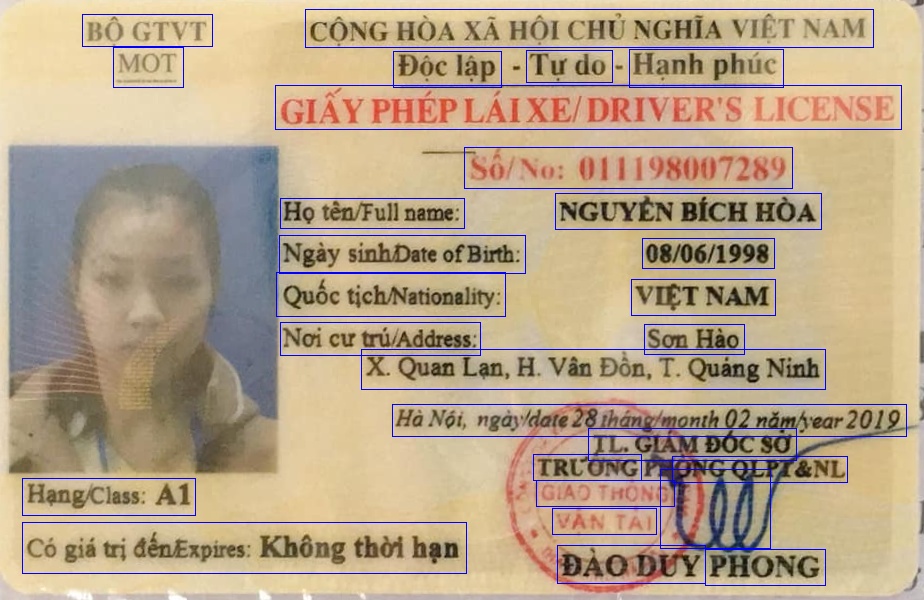 BỘ GTVT
MOT
CỘNG HÒA XÃ HỘI CHỦ NGHĨA VIỆT NAM
Độc lập - Tự do - Hạnh phúc
GIẤY PHÉP LÁI XE/ DRIVER'S LICENSE
Số/No: 011198007289
Họ tên/Full name: NGUYỄN BÍCH HÒA
Ngày sinh/Date of Birth: 08/06/1998
Quốc tịch/Nationality: VIỆT NAM
Nơi cư trú/Address: Sơn Hào
X. Quan Lạn, H. Vân Đồn, T. Quảng Ninh
Hà Nội, ngày/date 28 tháng/month 02 năm/year 2019
TL. GIÁM ĐỐC SỞ
TRƯỞNG PHÒNG QLPT&NL
GIAO THÔNG
VẬN TẢI
ĐÀO DUY PHONG
Hạng/Class: A1
Có giá trị đến/Expires: Không thời hạn